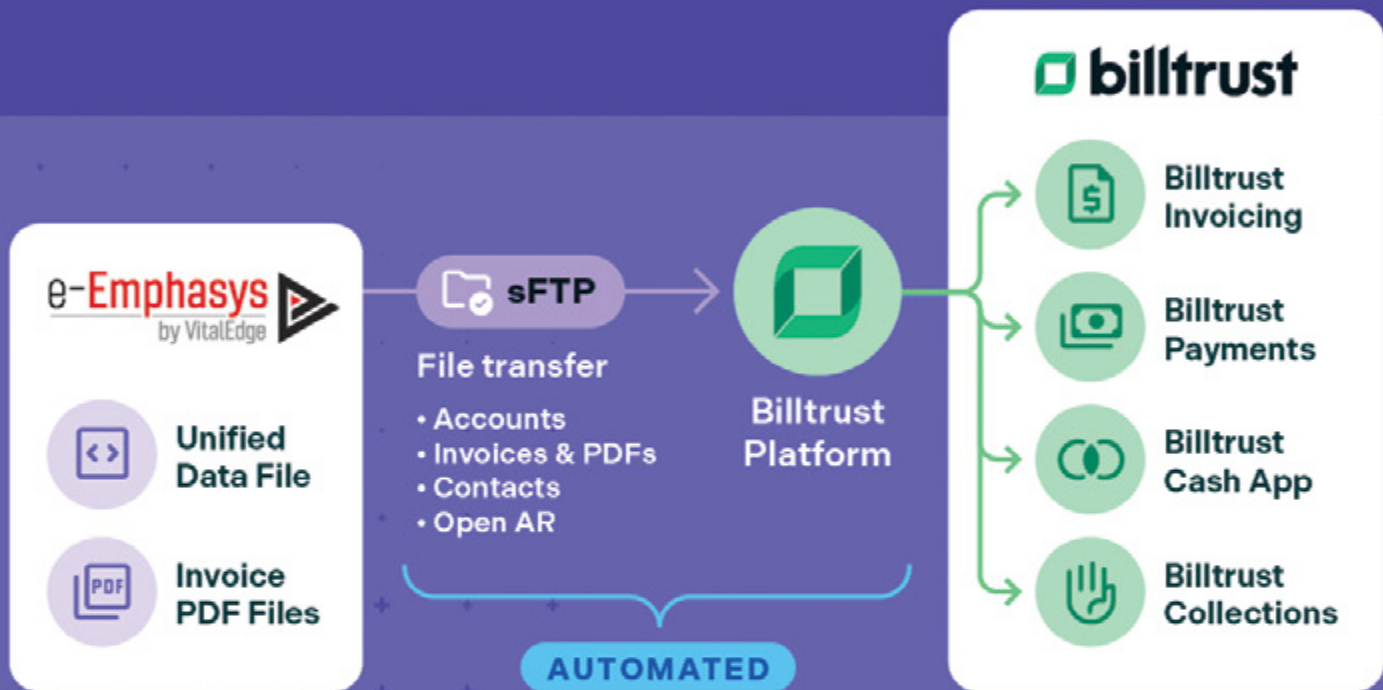 e-Emphasys
by VitalEdge
Unified
Data File
PDF
Invoice
PDF Files
sFTP
File transfer
• Accounts
• Invoices & PDFs
• Contacts
• Open AR
AUTOMATED
Billtrust
Platform
billtrust
$
Billtrust
Invoicing
Billtrust
Payments
Billtrust
Cash App
Billtrust
Collections